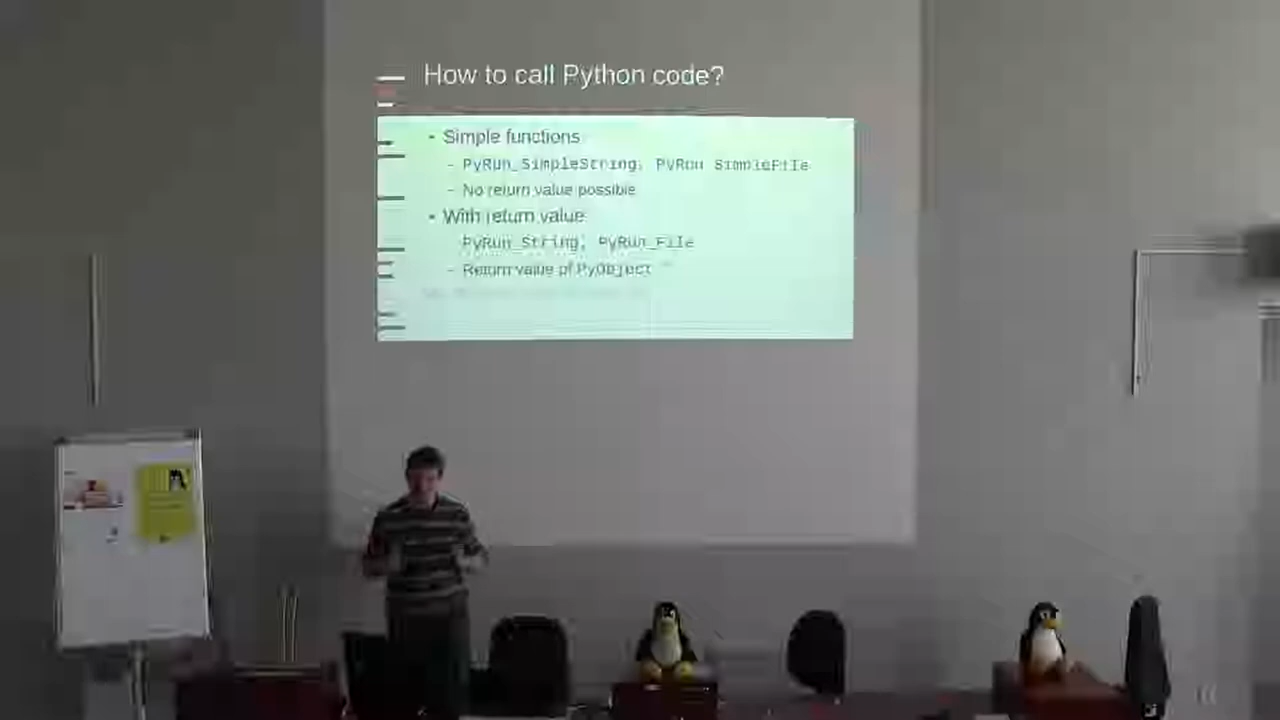 How to call Python code?
• Simple functions
– PyRun_SimpleString, PyRun_SimpleFile
– No return value possible
• With return value
PyRun_String, PyRun_File
– Return value of PyObject